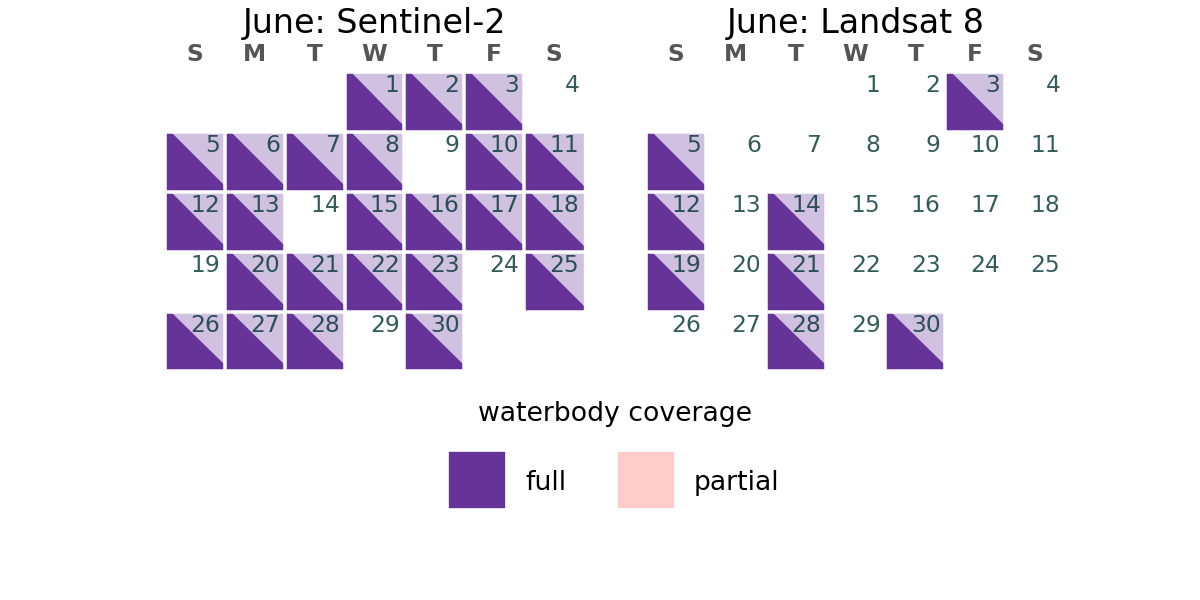 June: Sentinel-2
S M T W T F S
1 2 3 4
5 6 7 8 9 10 11
12 13 14 15 16 17 18
19 20 21 22 23 24 25
26 27 28 29 30
June: Landsat 8
S M T W T F S
1 2 3 4
5 6 7 8 9 10 11
12 13 14 15 16 17 18
19 20 21 22 23 24 25
26 27 28 29 30
waterbody coverage
full partial